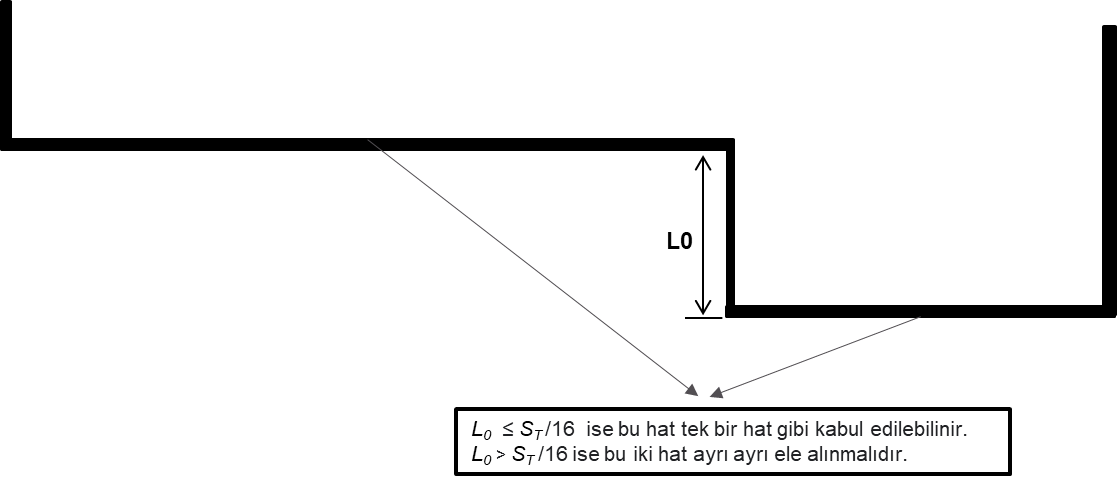 L0
L0 ≤ ST/16 ise bu hat tek bir hat gibi kabul edilebilinir.
L0 > ST/16 ise bu iki hat ayrı ayrı ele alınmalıdır.